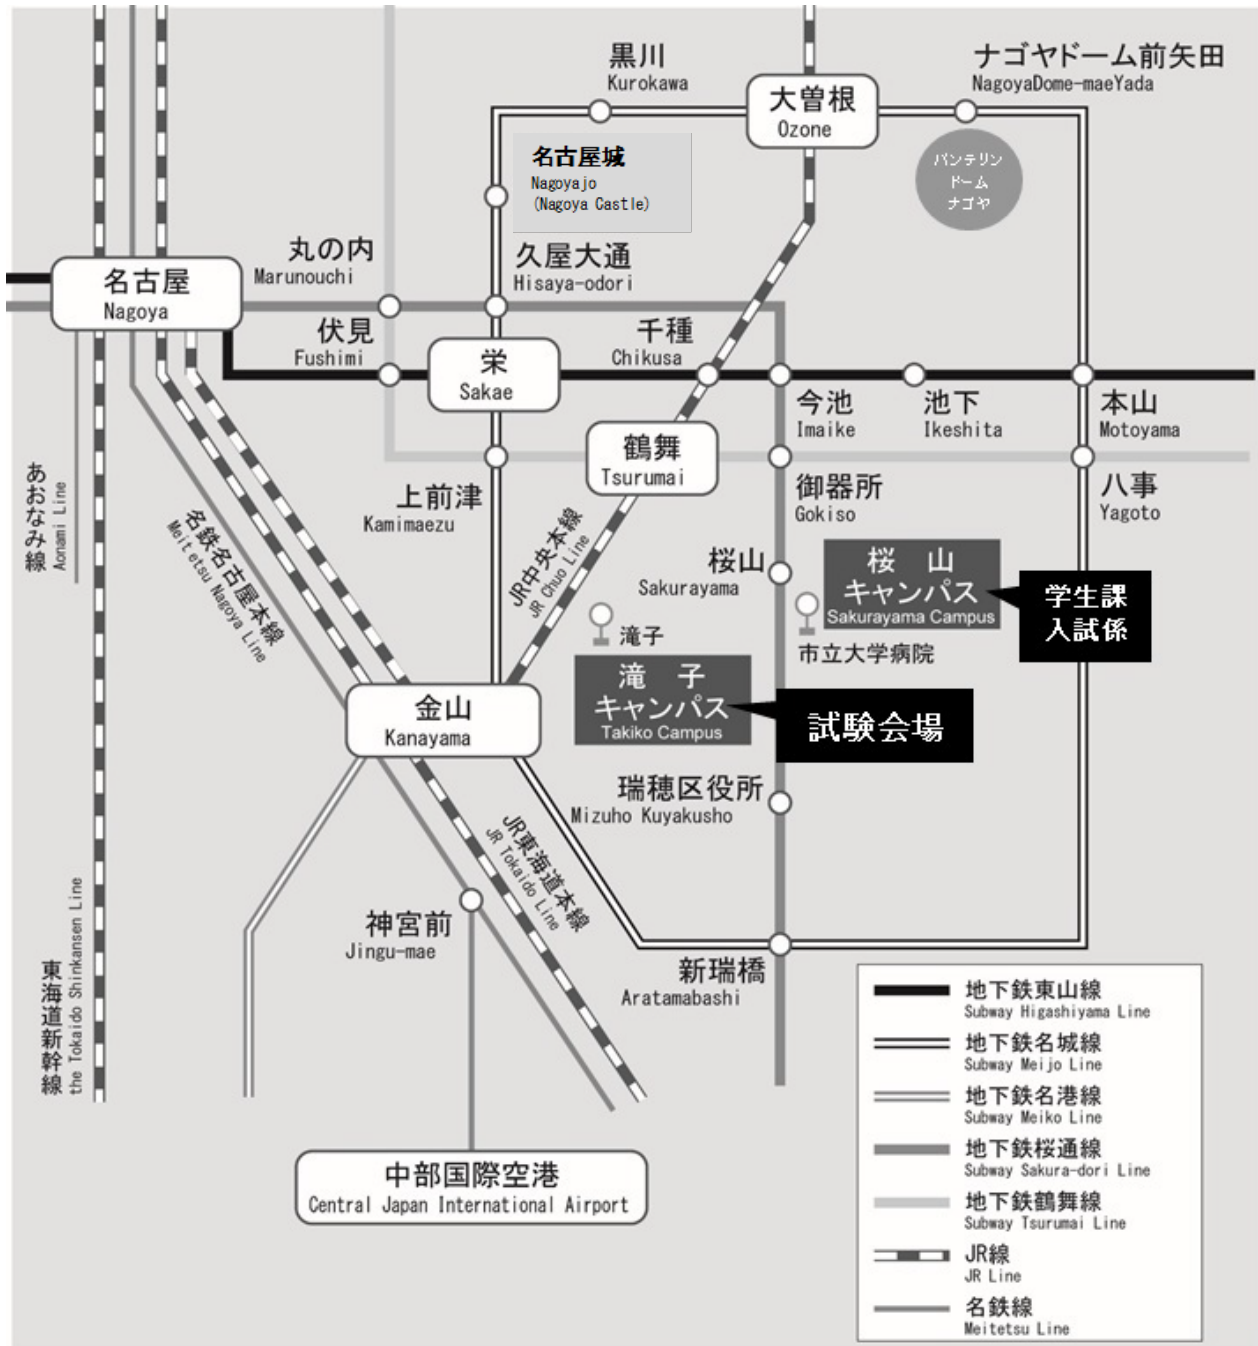 黒川
Kurokawa
ナゴヤドーム前矢田
NagoyaDome-maeYada
大曽根
Ozone
名古屋城
Nagoyajo
(Nagoya Castle)
バンテリン
ドーム
ナゴヤ
丸の内
Marunouchi
久屋大通
Hisaya-odori
名古屋
Nagoya
伏見
Fushimi
栄
Sakae
千種
Chikusa
今池
Imaike
池下
Ikeshita
本山
Motoyama
鶴舞
Tsurumai
上前津
Kamimaezu
御器所
Gokiso
八事
Yagoto
あおなみ線
Aonami Line
名鉄名古屋本線
Meitetsu Nagoya Line
JR中央本線
JR Chuo Line
桜山
Sakurayama
桜 山
キャンパス
Sakurayama Campus
学生課
入試係
滝子
市立大学病院
滝 子
キャンパス
Takiko Campus
試験会場
金山
Kanayama
瑞穂区役所
Mizuho Kuyakusho
JR東海道本線
JR Tokaido Line
神宮前
Jingu-mae
新瑞橋
Aratamabashi
東海道新幹線
the Tokaido Shinkansen Line
中部国際空港
Central Japan International Airport
地下鉄東山線
Subway Higashiyama Line
地下鉄名城線
Subway Meijo Line
地下鉄名港線
Subway Meiko Line
地下鉄桜通線
Subway Sakura-dori Line
地下鉄鶴舞線
Subway Tsurumai Line
JR線
JR Line
名鉄線
Meitetsu Line